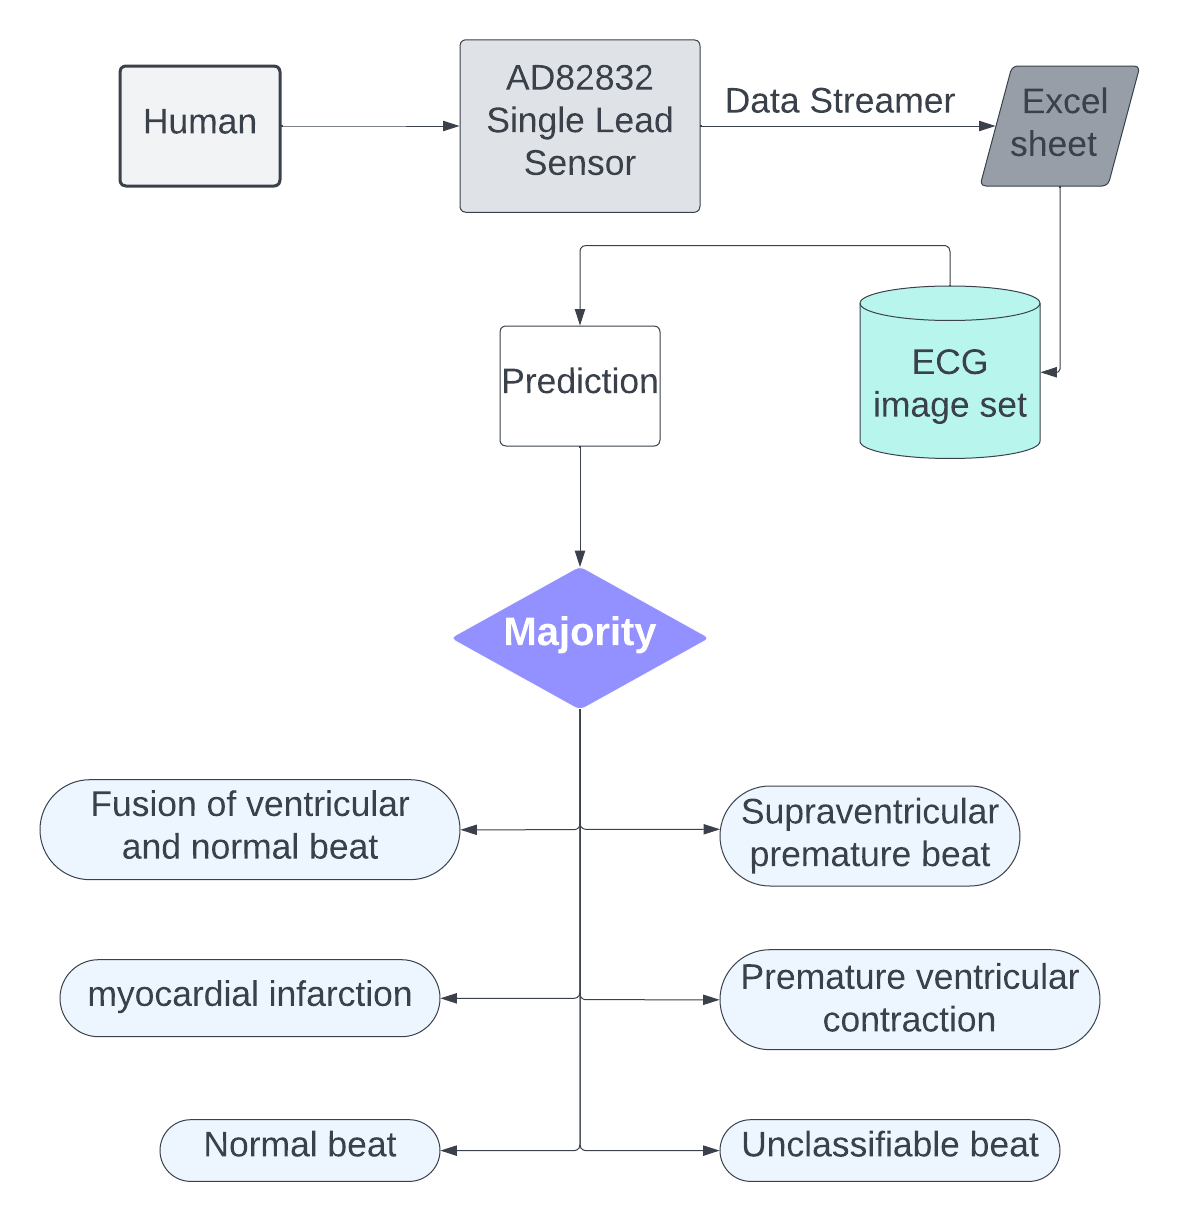 Human
AD82832
Single Lead
Sensor
Data Streamer
Excel
sheet
ECG
image set
Prediction
Majority
Fusion of ventricular
and normal beat
Supraventricular
premature beat
myocardial infarction
Premature ventricular
contraction
Normal beat
Unclassifiable beat